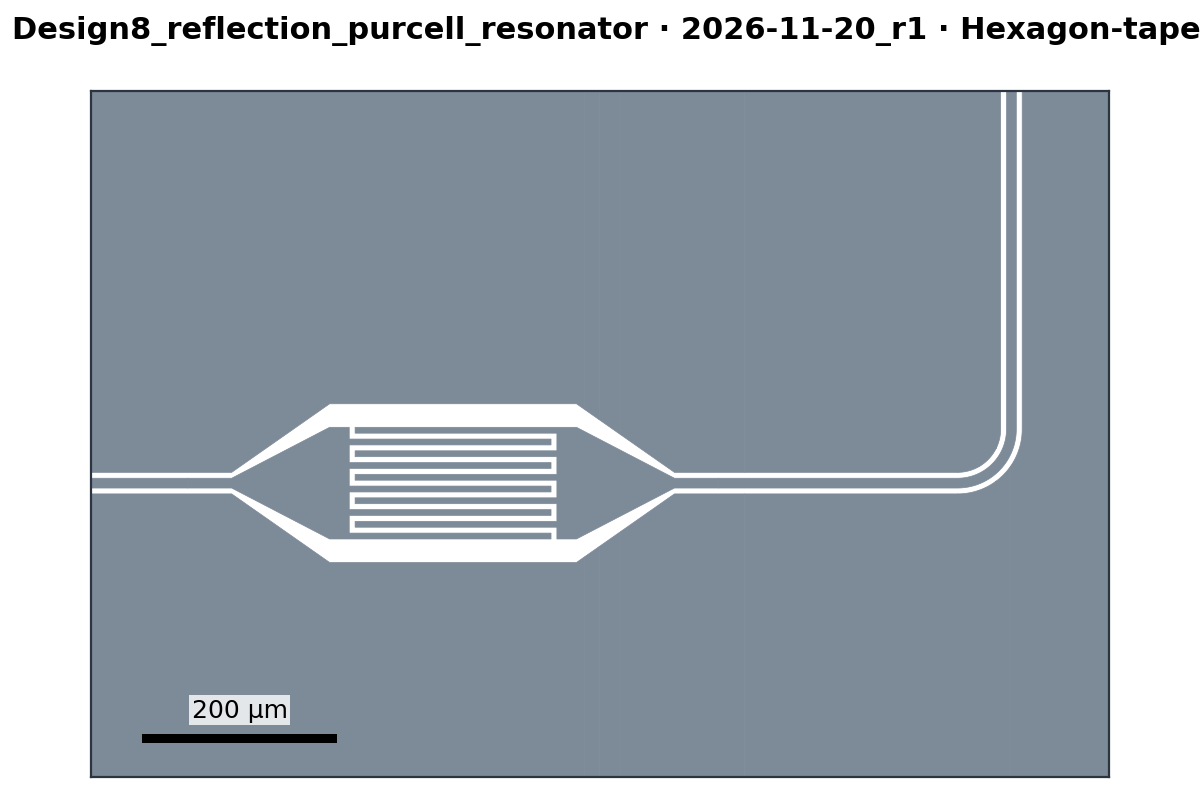 Design8_reflection_purcell_resonator · 2026-11-20_r1 · Hexagon-tape
200 µm